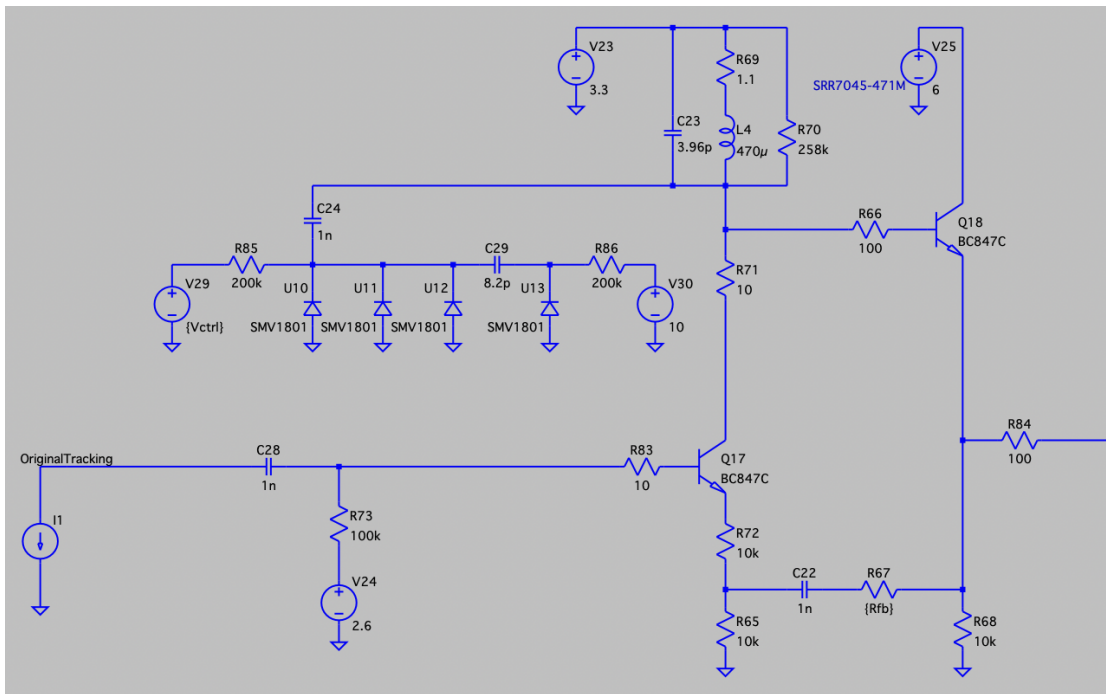 V23
3.3
C23
3.96p
R69
1.1
L4
470µ
R70
258k
V25
SRR7045-471M
6
C24
1n
R66
100
Q18
BC847C
R85
200k
C29
8.2p
R86
200k
R71
10
V29
{Vctrl}
U10
SMV1801
U11
SMV1801
U12
SMV1801
U13
SMV1801
V30
10
OriginalTracking
C28
1n
R83
10
Q17
BC847C
R84
100
I1
R73
100k
R72
10k
V24
2.6
C22
1n
R67
{Rfb}
R65
10k
R68
10k